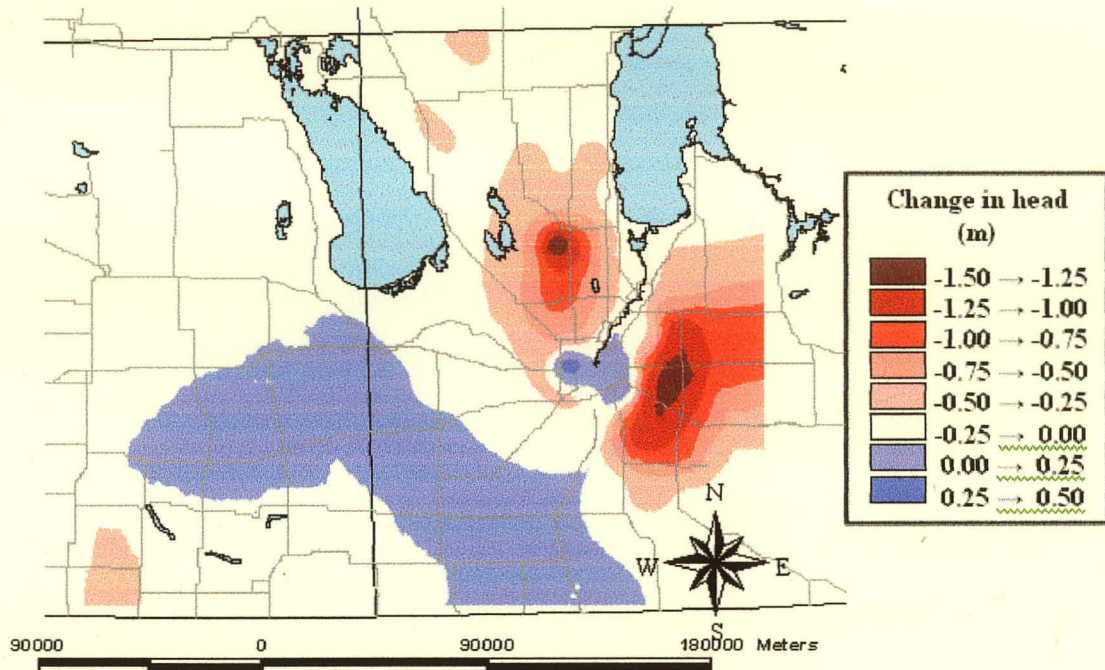 Change in head
(m)
-1.50 → -1.25
-1.25 → -1.00
-1.00 → -0.75
-0.75 → -0.50
-0.50 → -0.25
-0.25 → 0.00
0.00 → 0.25
0.25 → 0.50
N
W E
S
90000 0 90000 180000 Meters